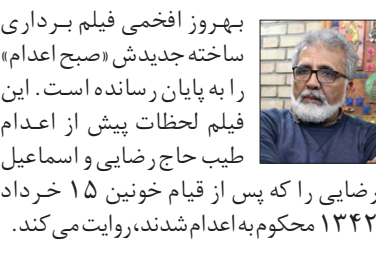 بهروز افخمی فیلم برداری
ساخته جدیدش «صبح اعدام»
را به پایان رسانده است. این
فیلم لحظات پیش از اعدام
طیب حاج رضایی و اسماعیل
رضایی را که پس از قیام خونین ۱۵ خرداد
۱۳۴۲ محکوم به اعدام شدند، روایت می کند.